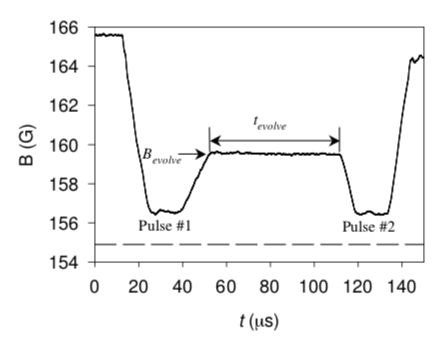 166
164
162
160
158
156
154
B (G)
t_evolve
B_evolve
Pulse #1
Pulse #2
0 20 40 60 80 100 120 140
t (μs)